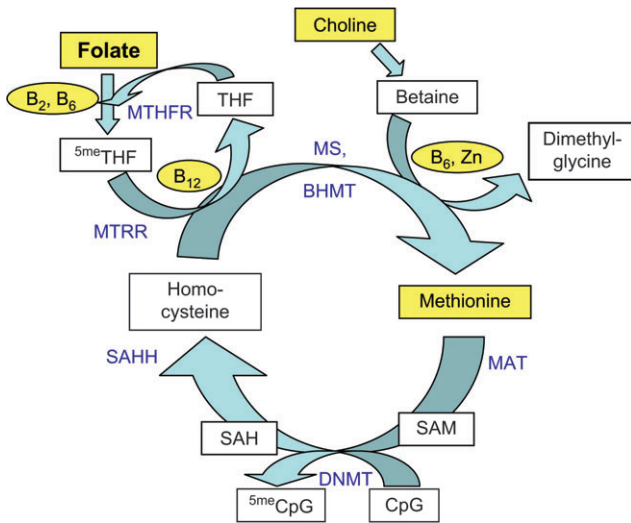 Choline
Folate
B2, B6
THF
Betaine
MTHFR
5meTHF
MS,
B6, Zn
Dimethyl-
glycine
B12
BHMT
MTRR
Homo-
cysteine
Methionine
SAHH
MAT
SAH
SAM
DNMT
5meCpG
CpG